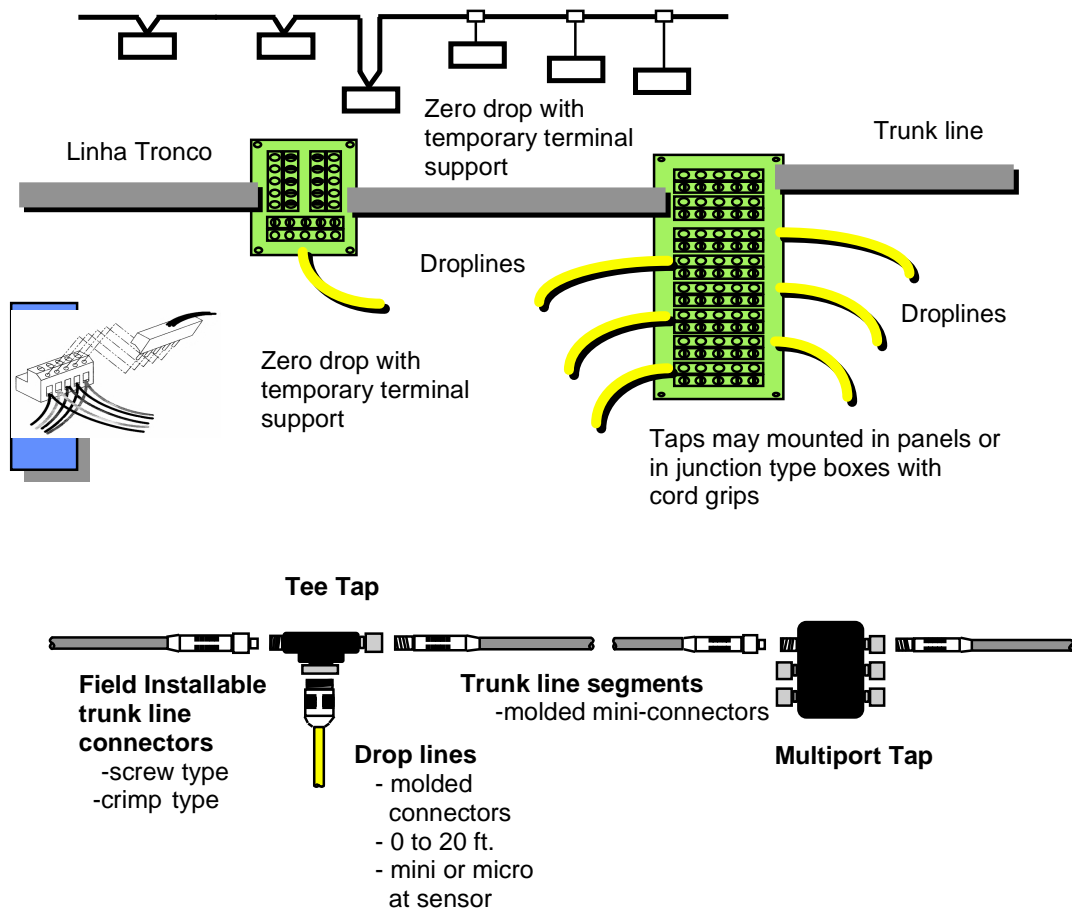 Zero drop with
temporary terminal
support
Linha Tronco
Trunk line
Droplines
Droplines
Zero drop with
temporary terminal
support
Taps may mounted in panels or
in junction type boxes with
cord grips
Tee Tap
Field Installable
trunk line
connectors
-screw type
-crimp type
Trunk line segments
-molded mini-connectors
Multiport Tap
Drop lines
- molded
connectors
- 0 to 20 ft.
- mini or micro
at sensor